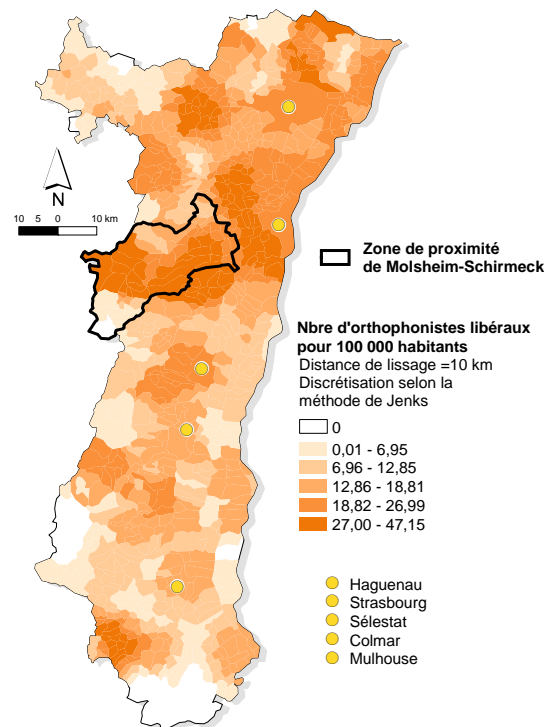 N
10 5 0 10 km
Zone de proximité
de Molsheim-Schirmeck
Nbre d'orthophonistes libéraux
pour 100 000 habitants
Distance de lissage =10 km
Discrétisation selon la
méthode de Jenks
0
0,01 - 6,95
6,96 - 12,85
12,86 - 18,81
18,82 - 26,99
27,00 - 47,15
Haguenau
Strasbourg
Sélestat
Colmar
Mulhouse